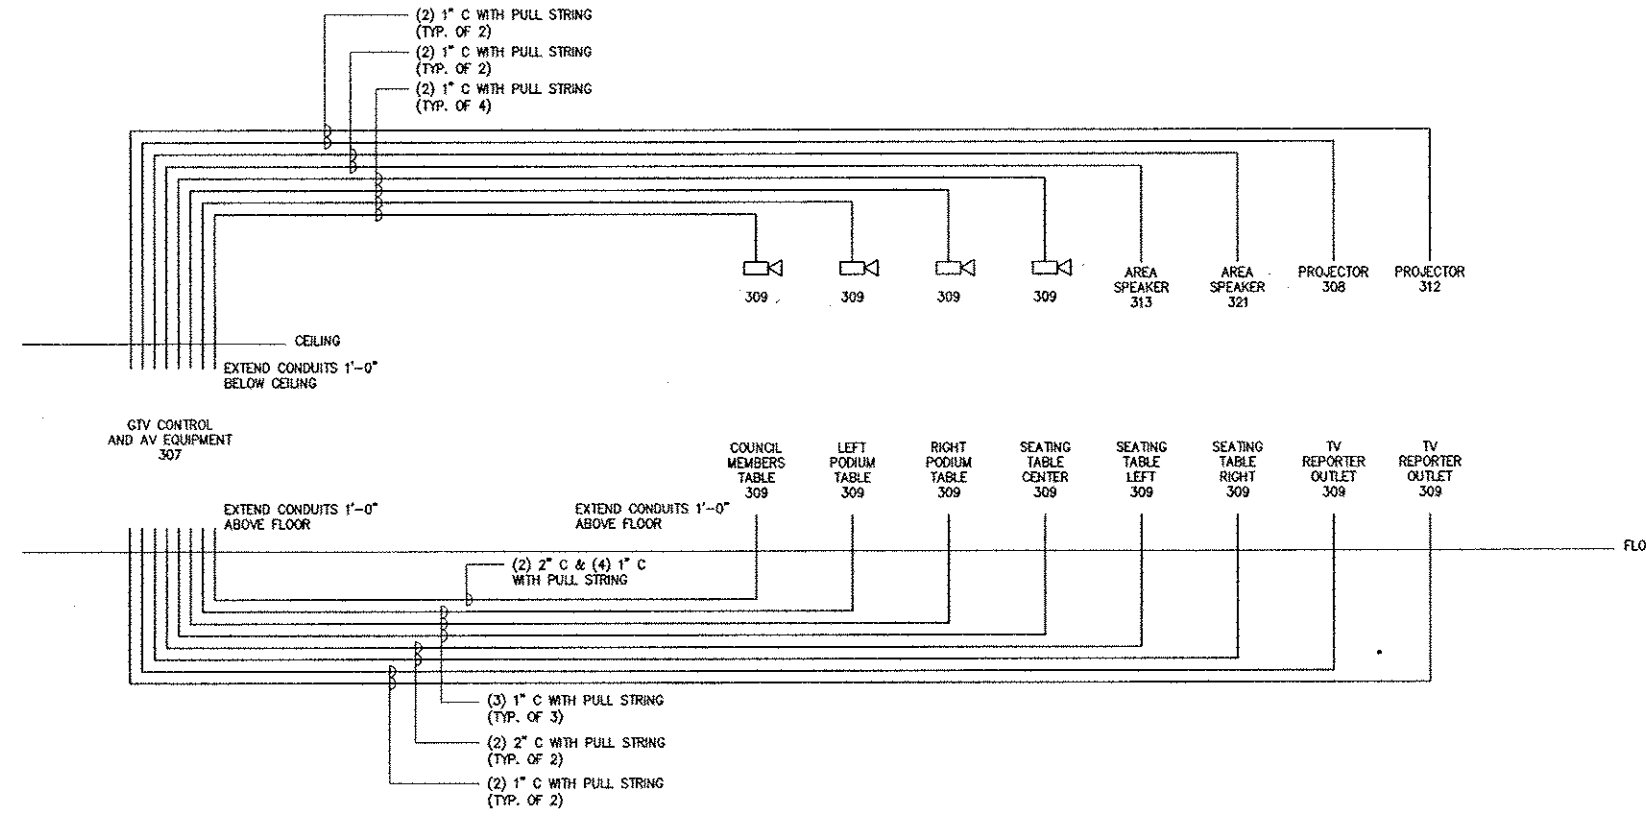 (2) 1" C WITH PULL STRING
(TYP. OF 2)
(2) 1" C WITH PULL STRING
(TYP. OF 2)
(2) 1" C WITH PULL STRING
(TYP. OF 4)
309
309
309
309
AREA
SPEAKER
313
AREA
SPEAKER
321
PROJECTOR
308
PROJECTOR
312
CEILING
EXTEND CONDUITS 1'-0"
BELOW CEILING
GTV CONTROL
AND AV EQUIPMENT
307
COUNCIL
MEMBERS
TABLE
309
LEFT
PODIUM
TABLE
309
RIGHT
PODIUM
TABLE
309
SEATING
TABLE
CENTER
309
SEATING
TABLE
LEFT
309
SEATING
TABLE
RIGHT
309
TV
REPORTER
OUTLET
309
TV
REPORTER
OUTLET
309
EXTEND CONDUITS 1'-0"
ABOVE FLOOR
EXTEND CONDUITS 1'-0"
ABOVE FLOOR
FLO
(2) 2" C & (4) 1" C
WITH PULL STRING
(3) 1" C WITH PULL STRING
(TYP. OF 3)
(2) 2" C WITH PULL STRING
(TYP. OF 2)
(2) 1" C WITH PULL STRING
(TYP. OF 2)